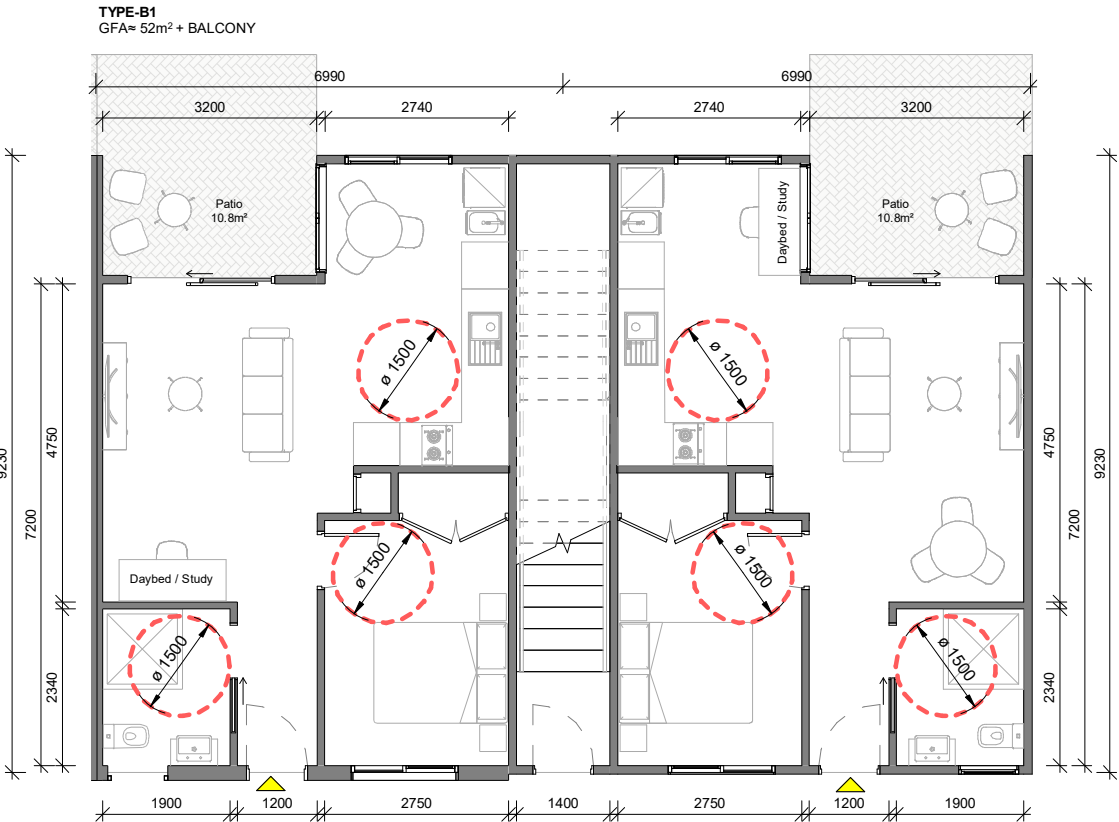 TYPE-B1
GFA≈ 52m² + BALCONY
6990
6990
3200
2740
2740
3200
Patio
10.8m²
Daybed / Study
Patio
10.8m²
ø 1500
ø 1500
9230
7200
4750
4750
7200
9230
ø 1500
ø 1500
Daybed / Study
ø 1500
ø 1500
2340
2340
1900
1200
2750
1400
2750
1200
1900